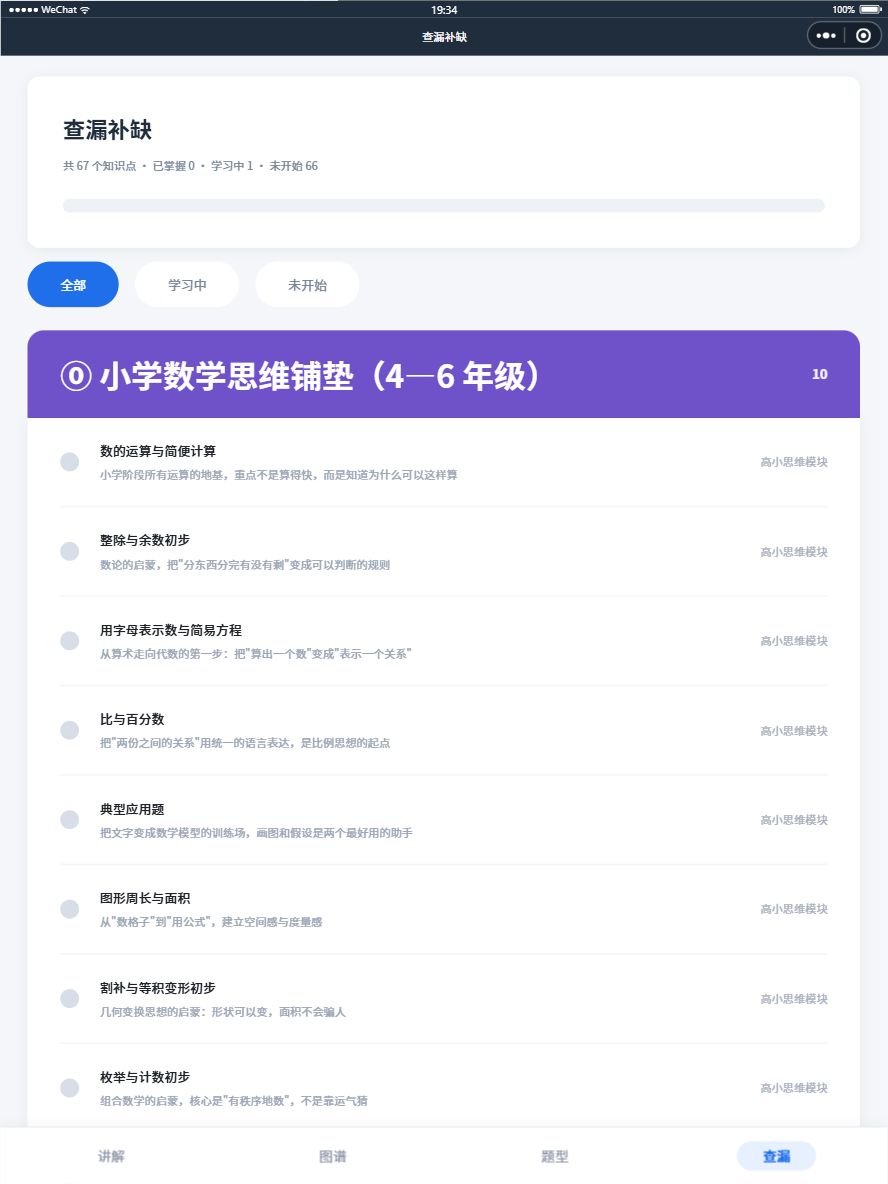 WeChat 19:34 100%
查漏补缺
查漏补缺
共 67 个知识点 · 已掌握 0 · 学习中 1 · 未开始 66
全部 学习中 未开始
⓪ 小学数学思维铺垫（4—6 年级） 10
数的运算与简便计算
小学阶段所有运算的地基，重点不是算得快，而是知道为什么可以这样算
高小思维模块
整除与余数初步
数论的启蒙，把"分东西分完有没有剩"变成可以判断的规则
高小思维模块
用字母表示数与简易方程
从算术走向代数的第一步：把"算出一个数"变成"表示一个关系"
高小思维模块
比与百分数
把"两份之间的关系"用统一的语言表达，是比例思想的起点
高小思维模块
典型应用题
把文字变成数学模型的训练场，画图和假设是两个最好用的助手
高小思维模块
图形周长与面积
从"数格子"到"用公式"，建立空间感与度量感
高小思维模块
割补与等积变形初步
几何变换思想的启蒙：形状可以变，面积不会骗人
高小思维模块
枚举与计数初步
组合数学的启蒙，核心是"有秩序地数"，不是靠运气猜
高小思维模块
讲解 图谱 题型 查漏